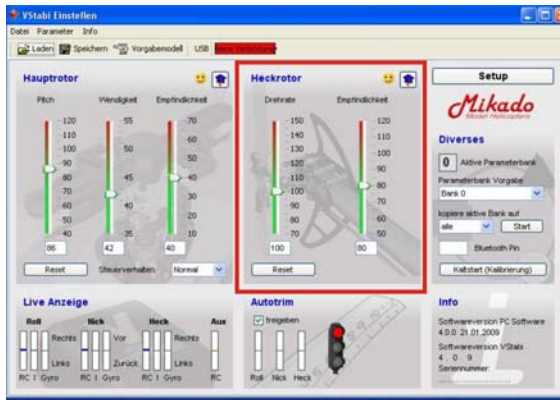 VStabi Einstellen
Datei Parameter Info
Laden Speichern Vorgabemodell USB keine Verbindung
Hauptrotor
Pitch Wendigkeit Empfindlichkeit
120 55 70
110
100 50 60
90 50
80 45 40
70
60 40 30
50 20
40 35 10
86 42 40
Reset Steuerverhalten Normal
Heckrotor
Drehrate Empfindlichkeit
150 120
140 110
130 100
120
110 90
100 80
90 70
80 60
70 50
100 80
Reset
Setup
Mikado
Model Helicopters
Diverses
0 Aktive Parameterbank
Parameterbank Vorgabe
Bank 0
kopiere aktive Bank auf
alle Start
Bluetooth Pin
Kaltstart (Kalibrierung)
Live Anzeige
Roll Nick Heck Aux
Rechts Vor Rechts
Links Zurück Links
RC I Gyro RC I Gyro RC I Gyro RC
Autotrim
freigeben
Roll Nick Heck
Info
Softwareversion PC Software
4.0.0 21.01.2009
Softwareversion VStabi
4 . 0 . 9
Seriennummer: